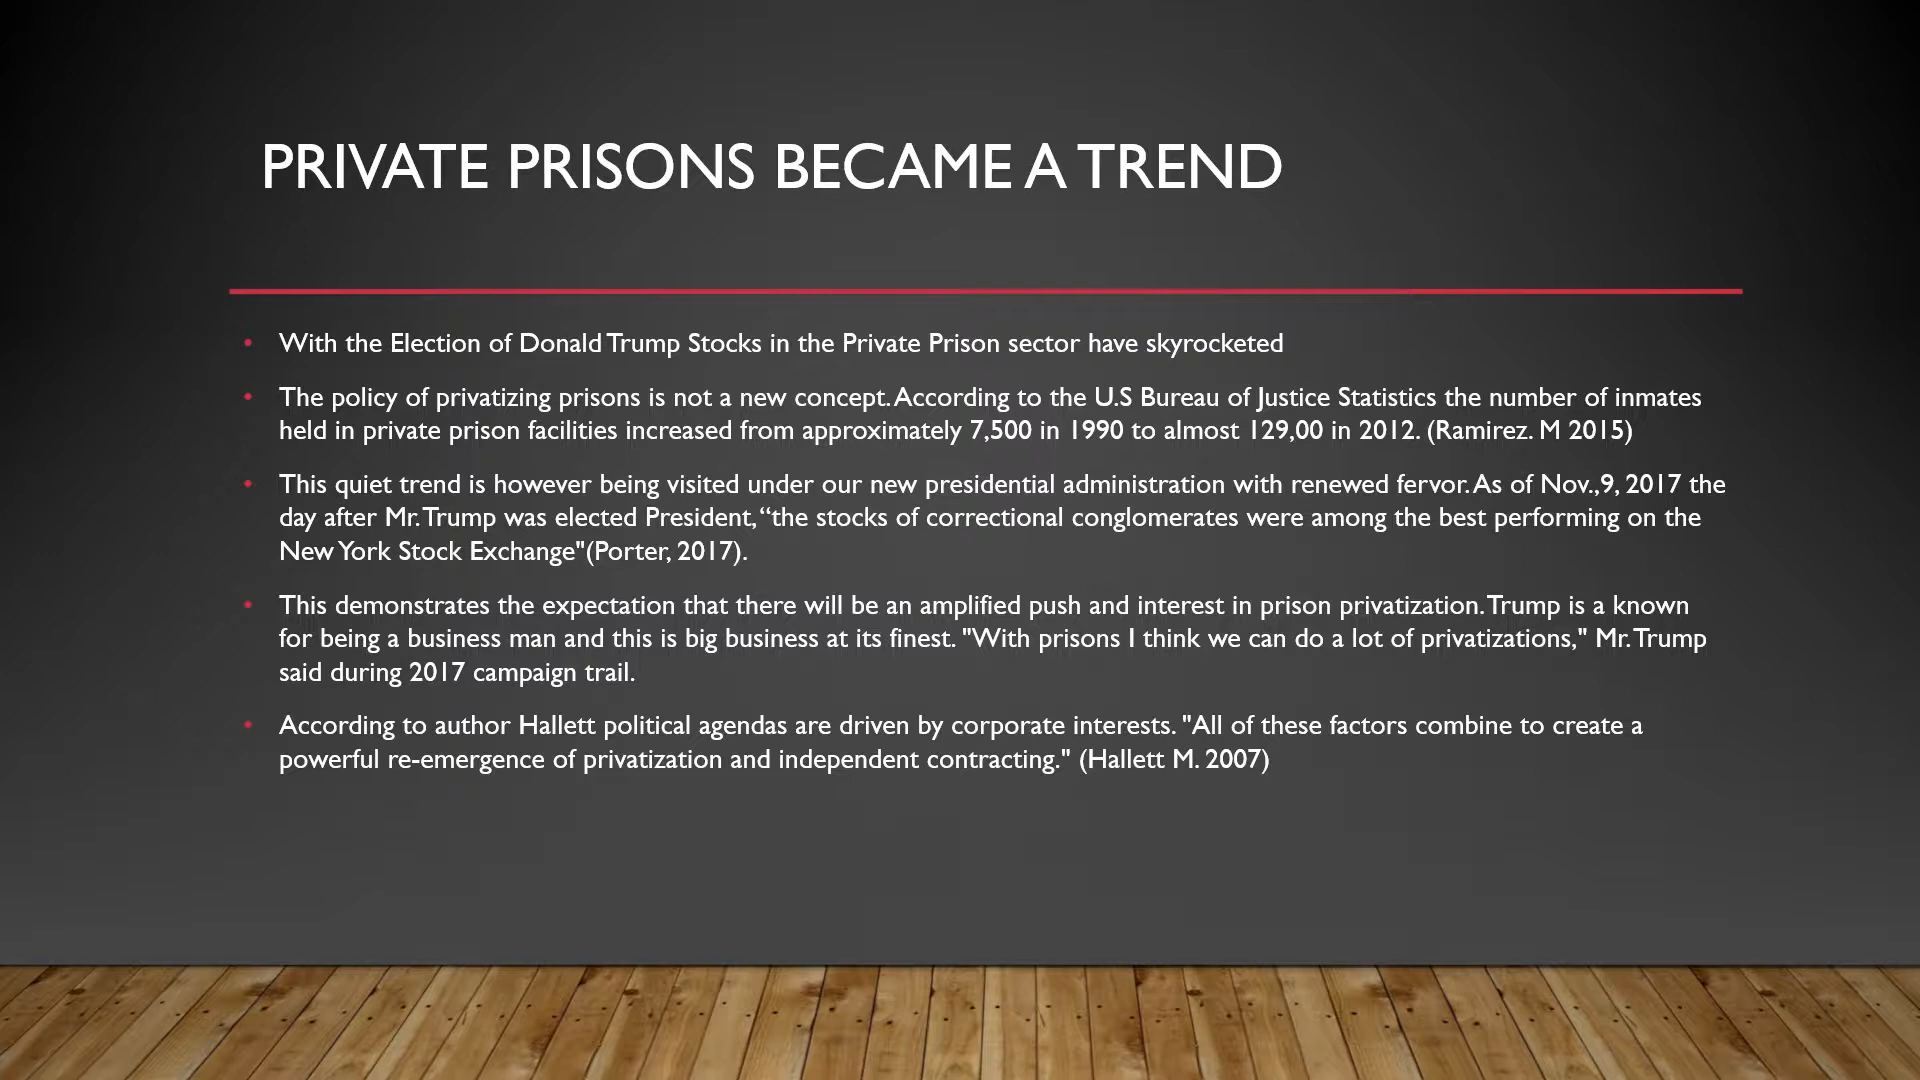 PRIVATE PRISONS BECAME A TREND
• With the Election of Donald Trump Stocks in the Private Prison sector have skyrocketed
• The policy of privatizing prisons is not a new concept. According to the U.S Bureau of Justice Statistics the number of inmates
held in private prison facilities increased from approximately 7,500 in 1990 to almost 129,00 in 2012. (Ramirez. M 2015)
• This quiet trend is however being visited under our new presidential administration with renewed fervor. As of Nov.,9, 2017 the
day after Mr. Trump was elected President, “the stocks of correctional conglomerates were among the best performing on the
New York Stock Exchange"(Porter, 2017).
• This demonstrates the expectation that there will be an amplified push and interest in prison privatization. Trump is a known
for being a business man and this is big business at its finest. "With prisons I think we can do a lot of privatizations," Mr. Trump
said during 2017 campaign trail.
• According to author Hallett political agendas are driven by corporate interests. "All of these factors combine to create a
powerful re-emergence of privatization and independent contracting." (Hallett M. 2007)